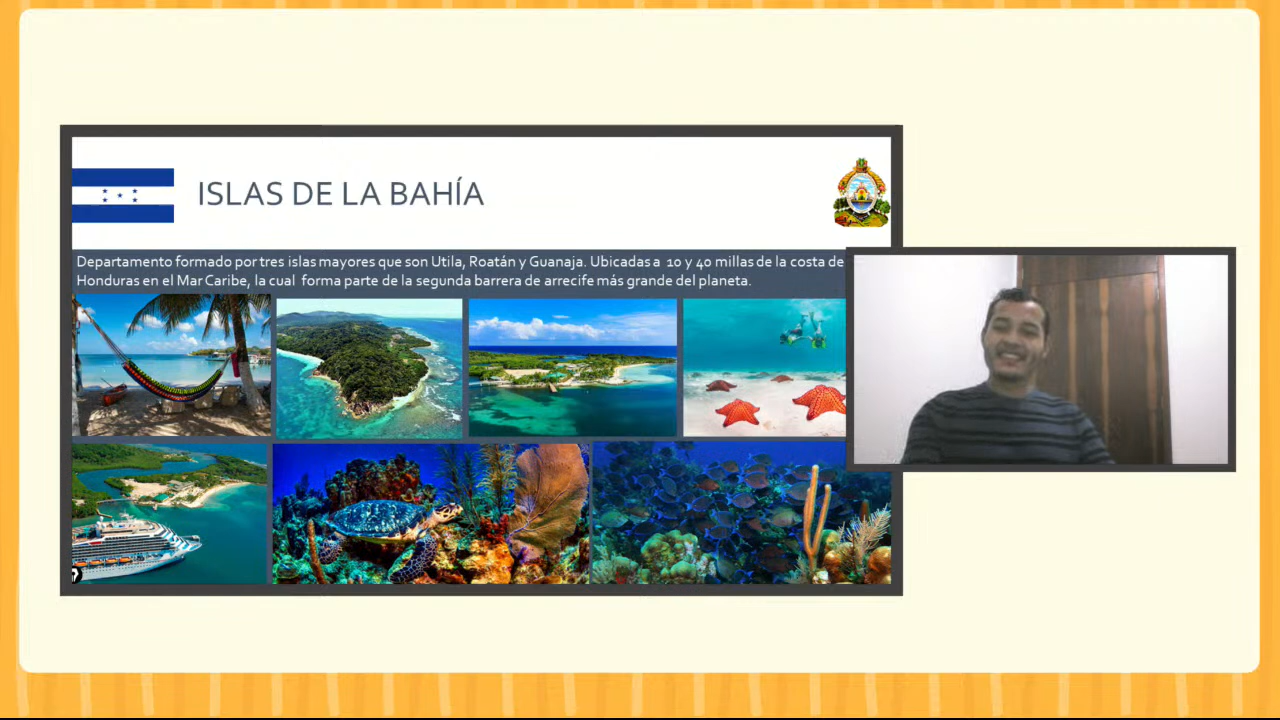 ISLAS DE LA BAHÍA
Departamento formado por tres islas mayores que son Utila, Roatán y Guanaja. Ubicadas a 10 y 40 millas de la costa de
Honduras en el Mar Caribe, la cual forma parte de la segunda barrera de arrecife más grande del planeta.